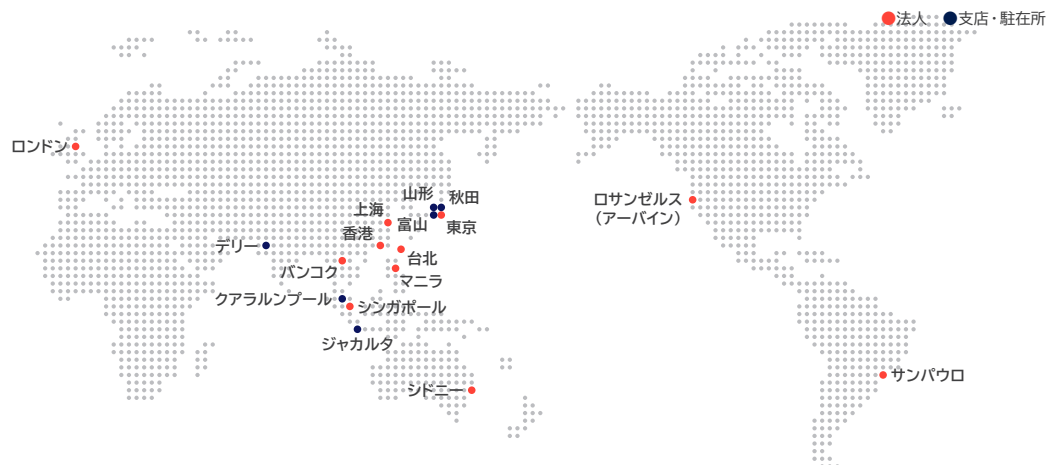 法人
支店・駐在所
ロンドン
山形
秋田
上海
富山
東京
香港
デリー
台北
バンコク
マニラ
クアラルンプール
シンガポール
ジャカルタ
シドニー
ロサンゼルス
（アーバイン）
サンパウロ